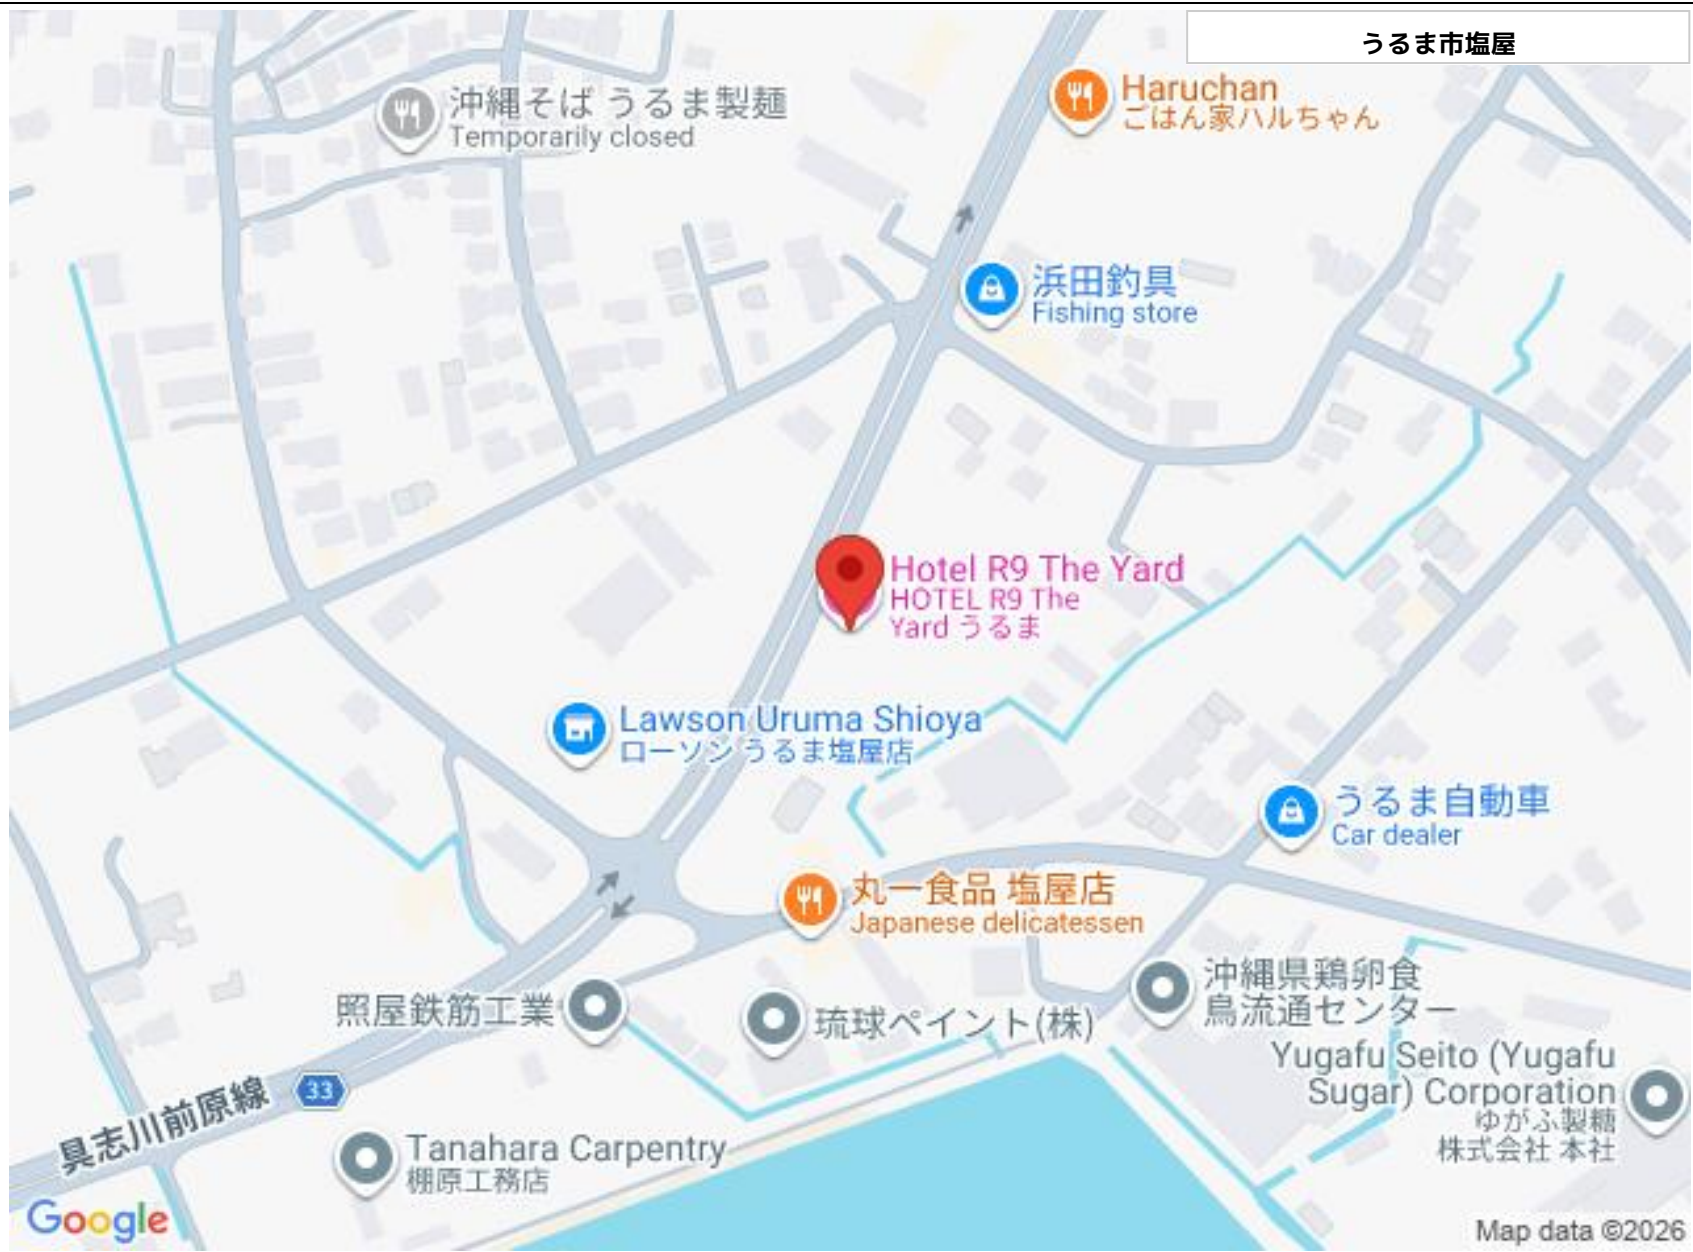 うるま市塩屋
Haruchan
ごはん家ハルちゃん
沖縄そば うるま製麺
Temporarily closed
浜田釣具
Fishing store
Hotel R9 The Yard
HOTEL R9 The
Yard うるま
Lawson Uruma Shioya
ローソン うるま塩屋店
うるま自動車
Car dealer
丸一食品 塩屋店
Japanese delicatessen
沖縄県鶏卵食
鳥流通センター
照屋鉄筋工業
琉球ペイント(株)
Yugafu Seito (Yugafu
Sugar) Corporation
ゆがふ製糖
株式会社 本社
33
具志川前原線
Tanahara Carpentry
棚原工務店
Google
Map data ©2026